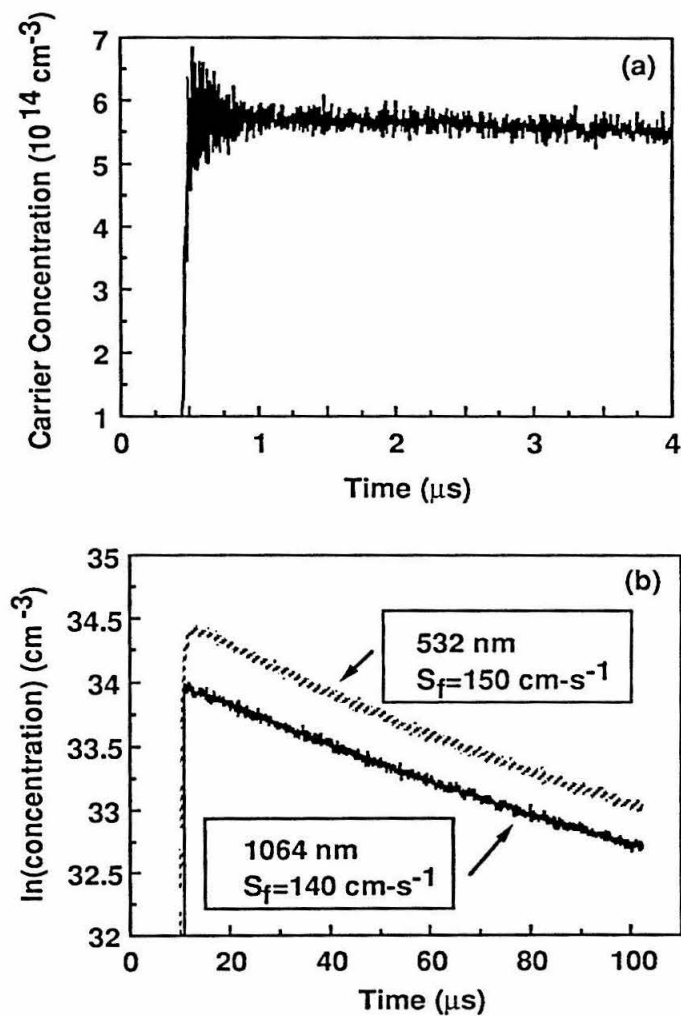 (a)
Carrier Concentration (10^14 cm^-3)
7
6
5
4
3
2
1
0 1 2 3 4
Time (μs)
(b)
ln(concentration) (cm^-3)
35
34.5
34
33.5
33
32.5
32
532 nm
S_f=150 cm-s^-1
1064 nm
S_f=140 cm-s^-1
0 20 40 60 80 100
Time (μs)